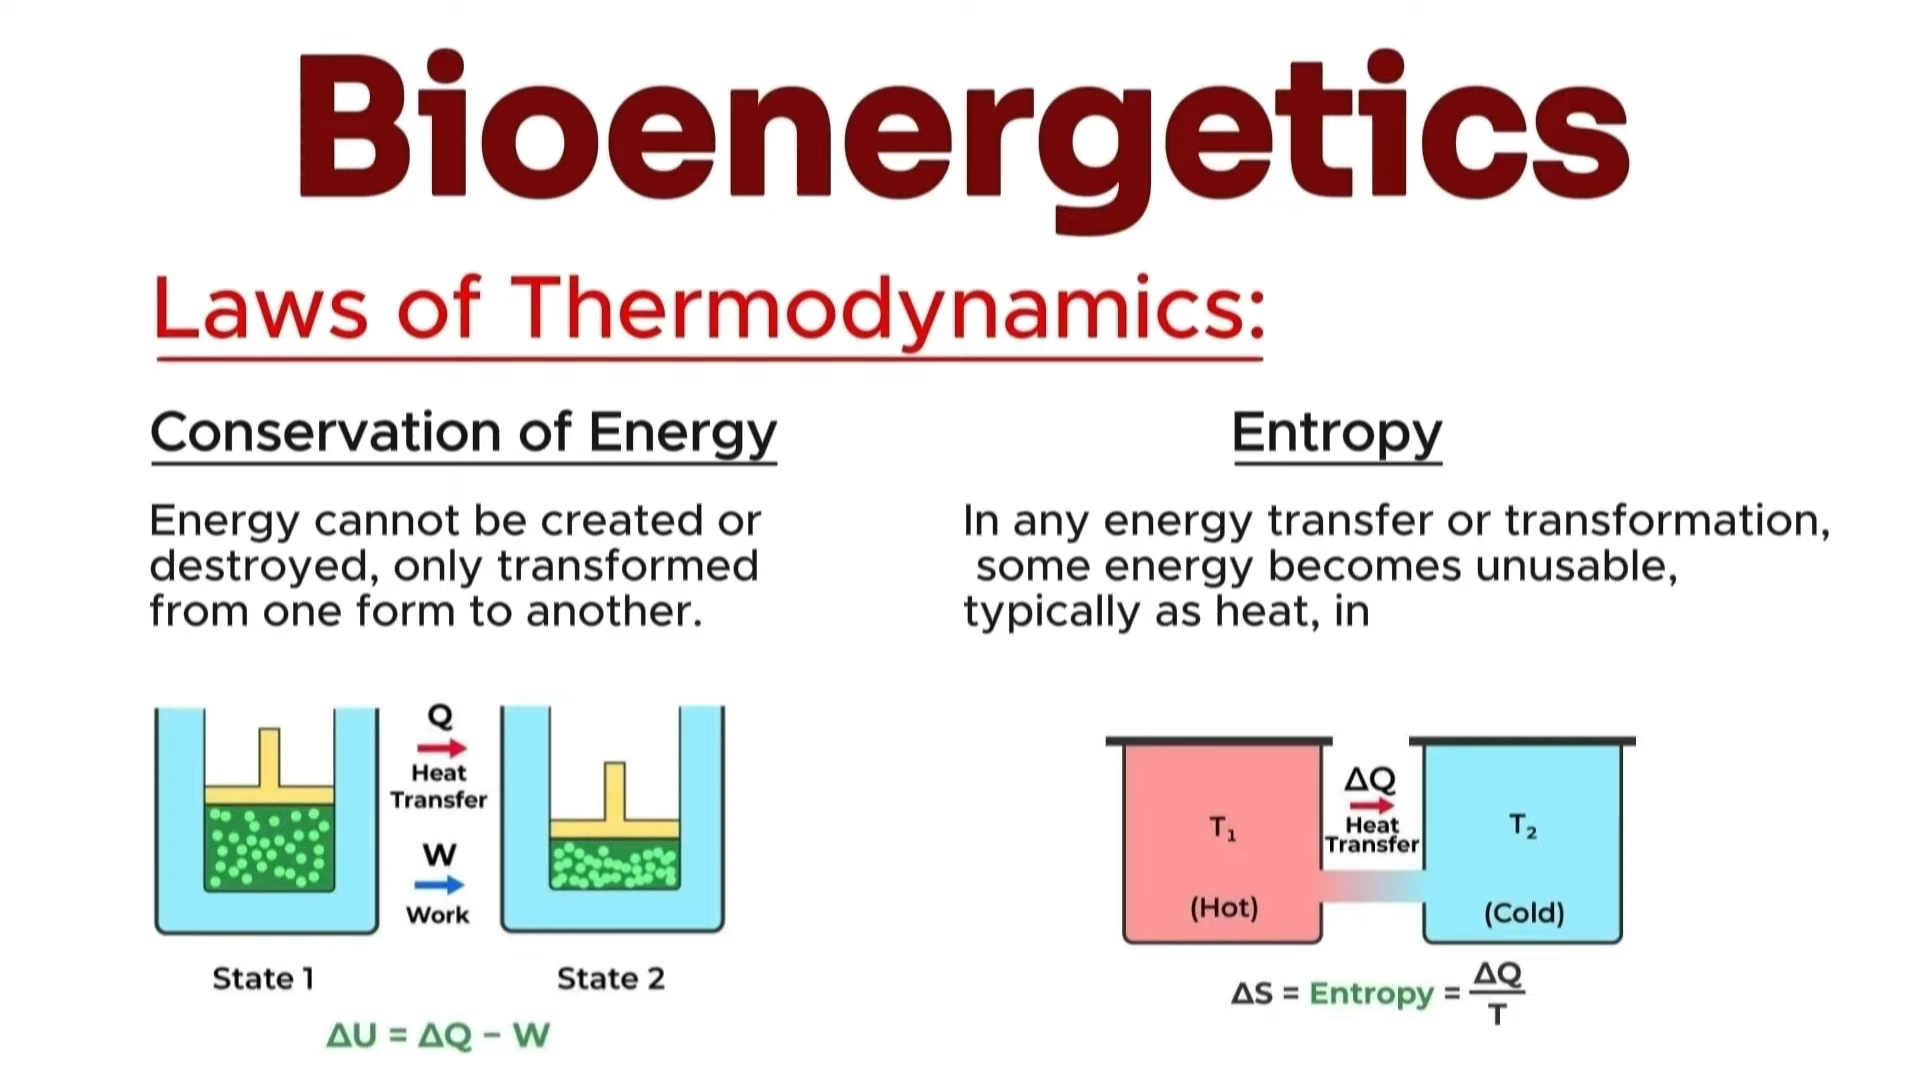 Bioenergetics
Laws of Thermodynamics:
Conservation of Energy
Energy cannot be created or
destroyed, only transformed
from one form to another.
Q
Heat
Transfer
W
Work
State 1
State 2
ΔU = ΔQ − W
Entropy
In any energy transfer or transformation,
some energy becomes unusable,
typically as heat, in
T₁
(Hot)
ΔQ
Heat
Transfer
T₂
(Cold)
ΔS = Entropy = ΔQ
T